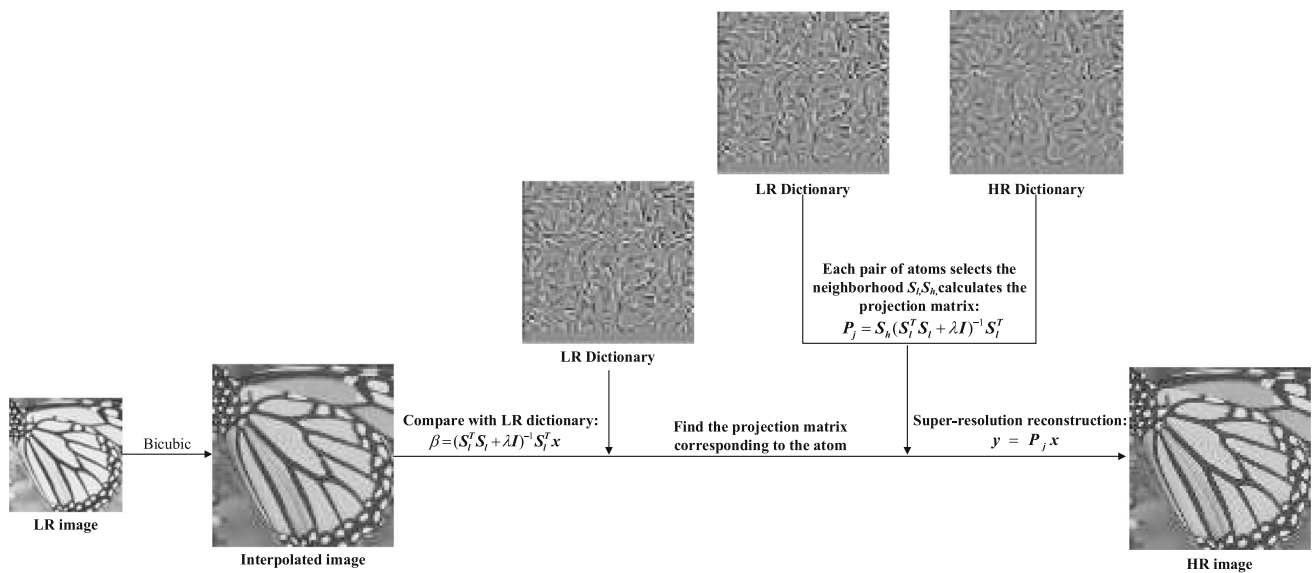 LR Dictionary
HR Dictionary
Each pair of atoms selects the
neighborhood S_l,S_h,calculates the
projection matrix:
P_j = S_h(S_l^T S_l + λI)^{-1} S_l^T
LR Dictionary
Compare with LR dictionary:
β=(S_l^T S_l + λI)^{-1} S_l^T x
Find the projection matrix
corresponding to the atom
Super-resolution reconstruction:
y = P_j x
Bicubic
LR image
Interpolated image
HR image